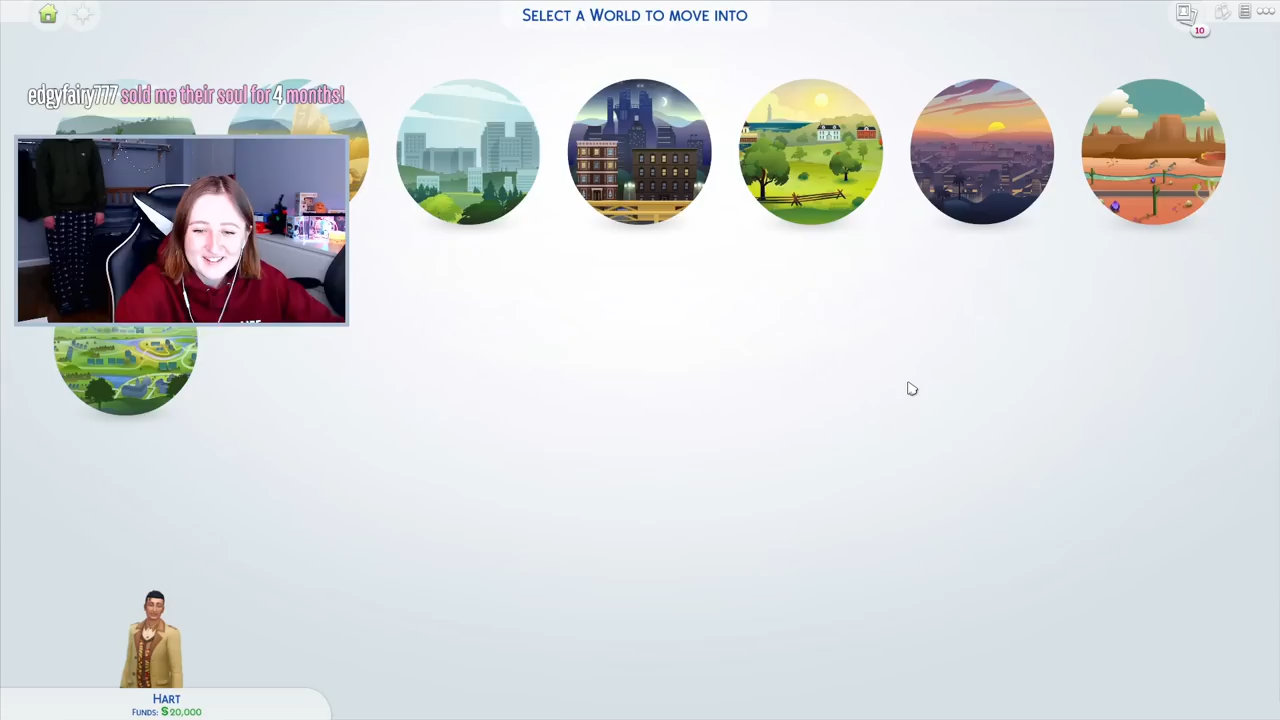 SELECT A WORLD TO MOVE INTO
10
edgyfairy777 sold me their soul for 4 months!
HART
FUNDS: $20,000